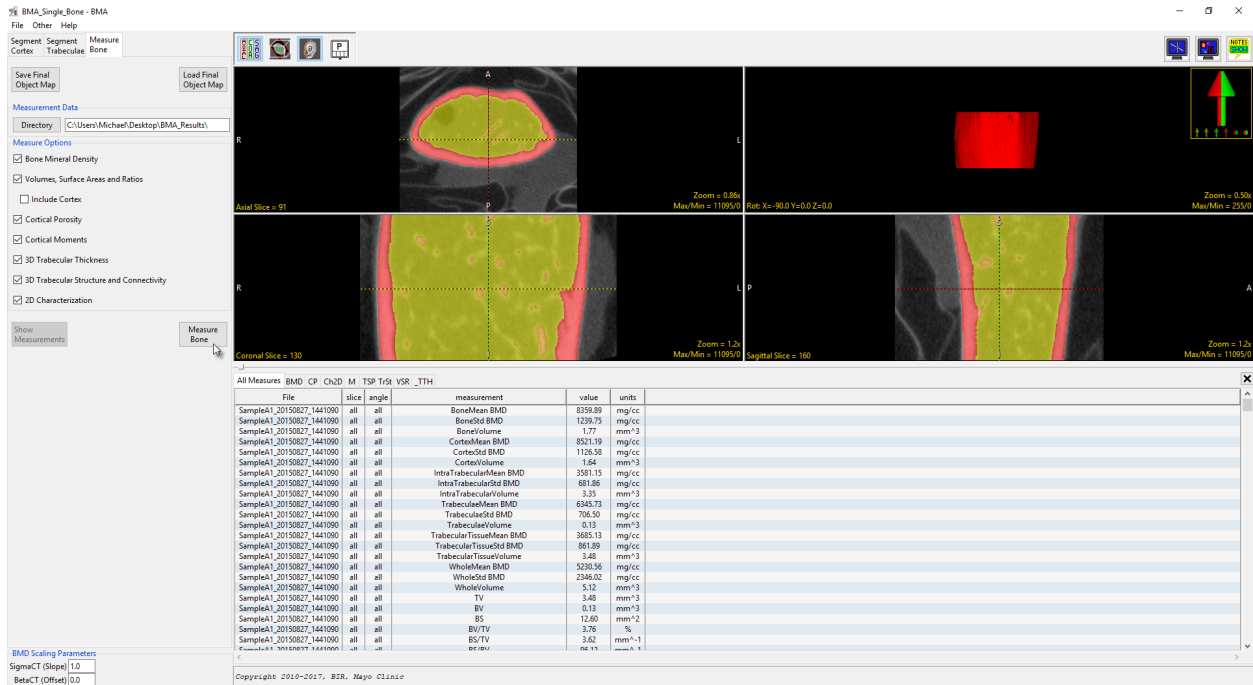 BMA_Single_Bone - BMA
File Other Help
Segment Cortex Segment Trabeculae Measure Bone
Save Final Object Map
Load Final Object Map
Measurement Data
Directory C:\Users\Michael\Desktop\BMA_Results\
Measure Options
Bone Mineral Density
Volumes, Surface Areas and Ratios
Include Cortex
Cortical Porosity
Cortical Moments
3D Trabecular Thickness
3D Trabecular Structure and Connectivity
2D Characterization
Show Measurements
Measure Bone
BMD Scaling Parameters
SigmaCT (Slope) 1.0
BetaCT (Offset) 0.0
P
NOTES
SHOW
A
R
L
P
Axial Slice = 91
Zoom = 0.86x
Max/Min = 11095/0
Rot: X=-90.0 Y=0.0 Z=0.0
Zoom = 0.50x
Max/Min = 255/0
S
R
L
Coronal Slice = 130
Zoom = 1.2x
Max/Min = 11095/0
S
P
A
Sagittal Slice = 160
Zoom = 1.2x
Max/Min = 11095/0
All Measures BMD CP Ch2D M TSP TrSt VSR _TTH
File slice angle measurement value units
SampleA1_20150827_1441090 all all BoneMean BMD 8359.89 mg/cc
SampleA1_20150827_1441090 all all BoneStd BMD 1239.75 mg/cc
SampleA1_20150827_1441090 all all BoneVolume 1.77 mm^3
SampleA1_20150827_1441090 all all CortexMean BMD 8521.19 mg/cc
SampleA1_20150827_1441090 all all CortexStd BMD 1126.58 mg/cc
SampleA1_20150827_1441090 all all CortexVolume 1.64 mm^3
SampleA1_20150827_1441090 all all IntraTrabecularMean BMD 3581.15 mg/cc
SampleA1_20150827_1441090 all all IntraTrabecularStd BMD 681.86 mg/cc
SampleA1_20150827_1441090 all all IntraTrabecularVolume 3.35 mm^3
SampleA1_20150827_1441090 all all TrabeculaeMean BMD 6345.73 mg/cc
SampleA1_20150827_1441090 all all TrabeculaeStd BMD 706.50 mg/cc
SampleA1_20150827_1441090 all all TrabeculaeVolume 0.13 mm^3
SampleA1_20150827_1441090 all all TrabecularTissueMean BMD 3685.13 mg/cc
SampleA1_20150827_1441090 all all TrabecularTissueStd BMD 861.89 mg/cc
SampleA1_20150827_1441090 all all TrabecularTissueVolume 3.48 mm^3
SampleA1_20150827_1441090 all all WholeMean BMD 5230.56 mg/cc
SampleA1_20150827_1441090 all all WholeStd BMD 2346.02 mg/cc
SampleA1_20150827_1441090 all all WholeVolume 5.12 mm^3
SampleA1_20150827_1441090 all all TV 3.48 mm^3
SampleA1_20150827_1441090 all all BV 0.13 mm^3
SampleA1_20150827_1441090 all all BS 12.60 mm^2
SampleA1_20150827_1441090 all all BV/TV 3.76 %
SampleA1_20150827_1441090 all all BS/TV 3.62 mm^-1
SampleA1_20150827_1441090 all all BS/BV 96.12 mm^-1
Copyright 2010-2017, BIR, Mayo Clinic